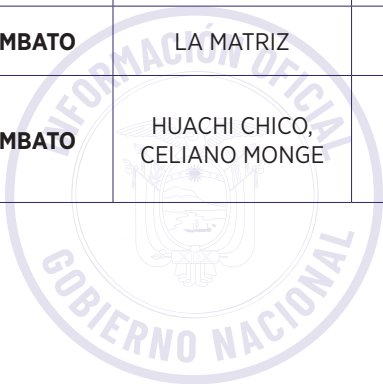 MBATO
LA MATRIZ
MBATO
HUACHI CHICO,
CELIANO MONGE
INFORMACIÓN OFICIAL
GOBIERNO NACIONAL